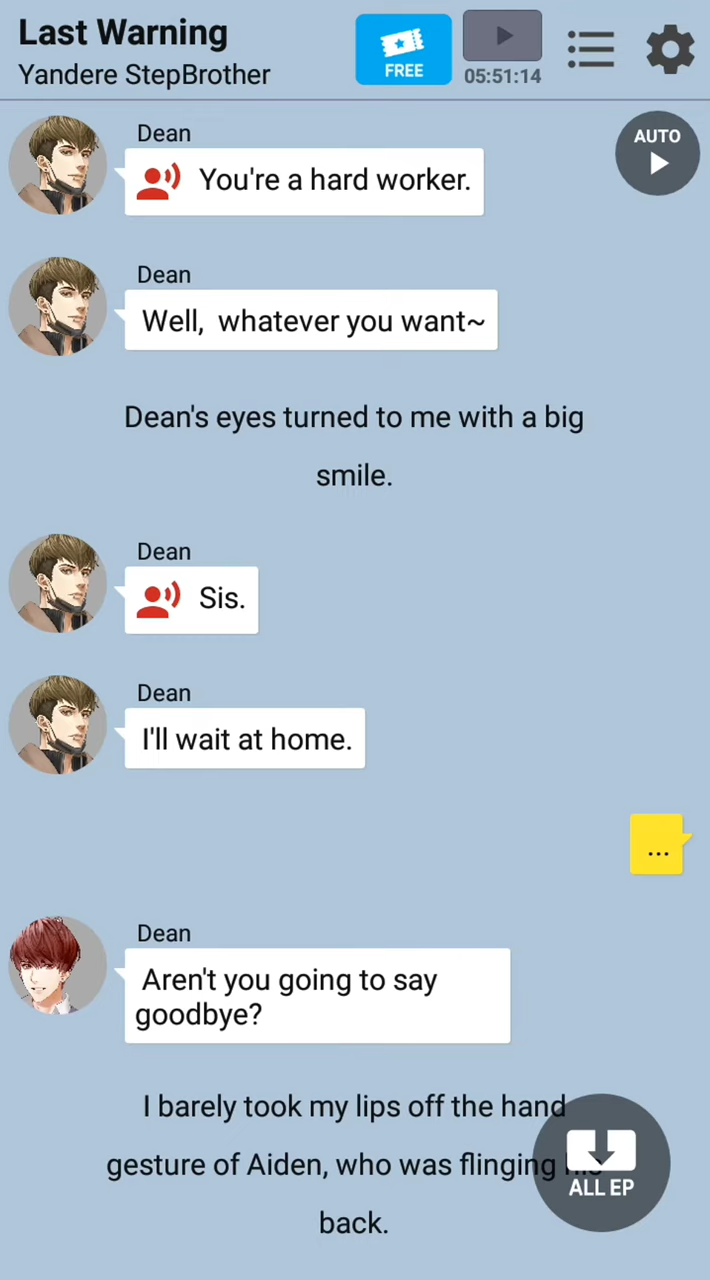 Last Warning
Yandere StepBrother
FREE
05:51:14
AUTO
Dean
You're a hard worker.
Dean
Well, whatever you want~
Dean's eyes turned to me with a big
smile.
Dean
Sis.
Dean
I'll wait at home.
...
Dean
Aren't you going to say
goodbye?
I barely took my lips off the hand
gesture of Aiden, who was flinging
back.
ALL EP